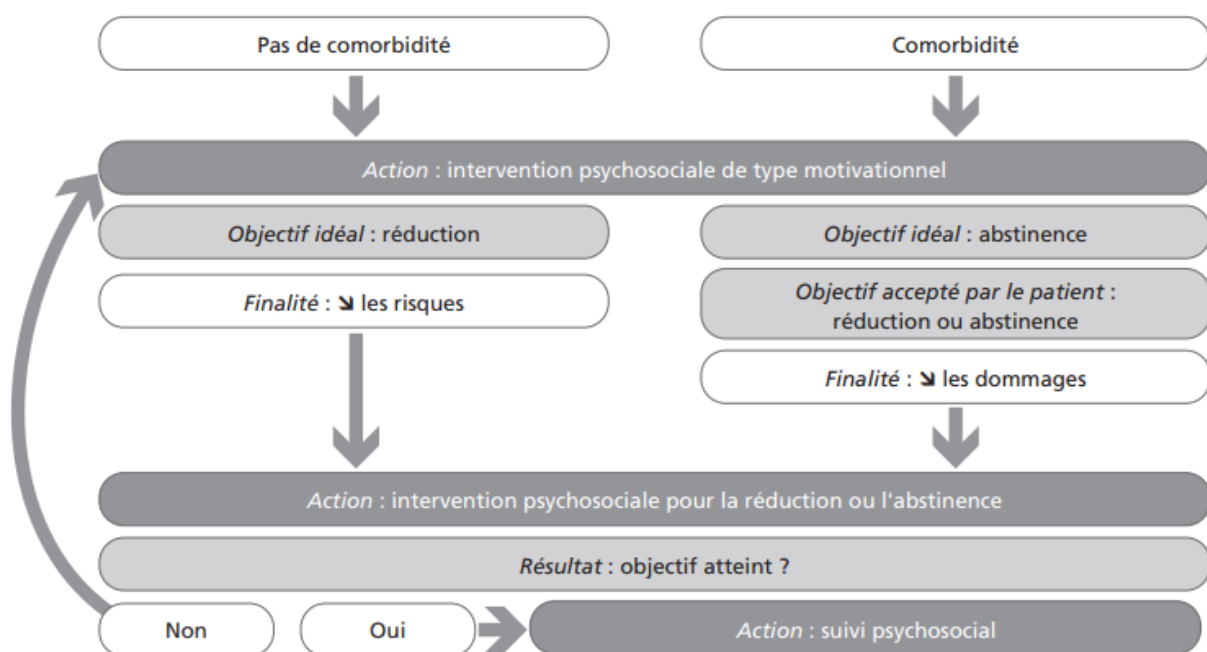 Pas de comorbidité
Comorbidité
Action : intervention psychosociale de type motivationnel
Objectif idéal : réduction
Objectif idéal : abstinence
Finalité : ↘ les risques
Objectif accepté par le patient :
réduction ou abstinence
Finalité : ↘ les dommages
Action : intervention psychosociale pour la réduction ou l'abstinence
Résultat : objectif atteint ?
Non
Oui
Action : suivi psychosocial